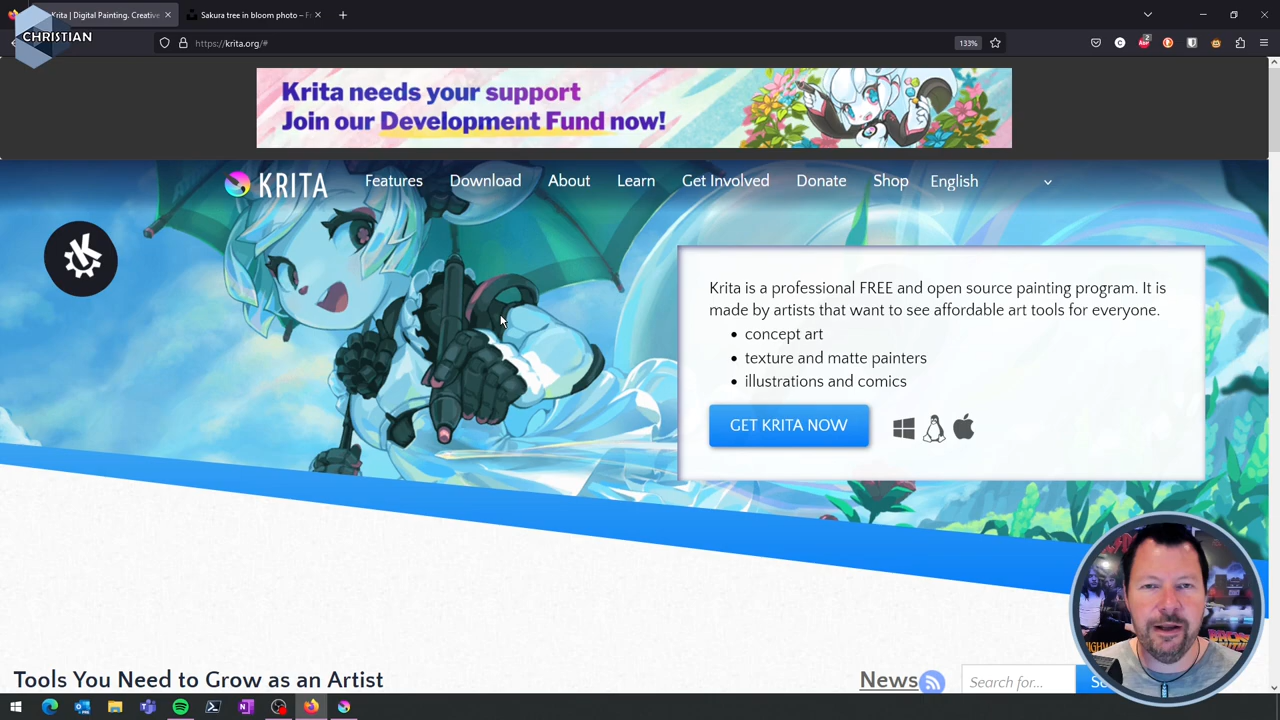 Krita | Digital Painting. Creative
Sakura tree in bloom photo – Fr
CHRISTIAN
https://krita.org/#
133%
2
Krita needs your support
Join our Development Fund now!
KRITA
Features
Download
About
Learn
Get Involved
Donate
Shop
English
Krita is a professional FREE and open source painting program. It is
made by artists that want to see affordable art tools for everyone.
concept art
texture and matte painters
illustrations and comics
GET KRITA NOW
Tools You Need to Grow as an Artist
News
Search for...